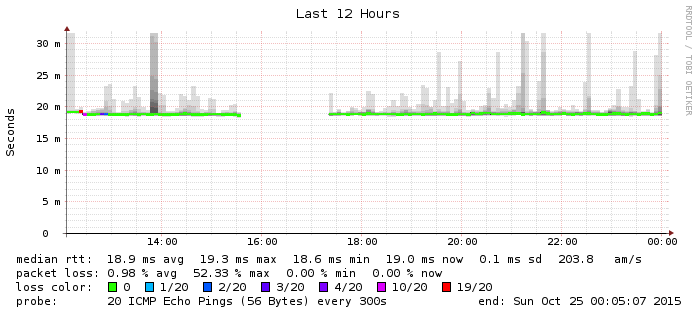 Last 12 Hours
RRDTOOL / TOBI OETIKER
Seconds
30 m
25 m
20 m
15 m
10 m
5 m
0
14:00 16:00 18:00 20:00 22:00 00:00
median rtt: 18.9 ms avg 19.3 ms max 18.6 ms min 19.0 ms now 0.1 ms sd 203.8 am/s
packet loss: 0.98 % avg 52.33 % max 0.00 % min 0.00 % now
loss color: 0 1/20 2/20 3/20 4/20 10/20 19/20
probe: 20 ICMP Echo Pings (56 Bytes) every 300s end: Sun Oct 25 00:05:07 2015